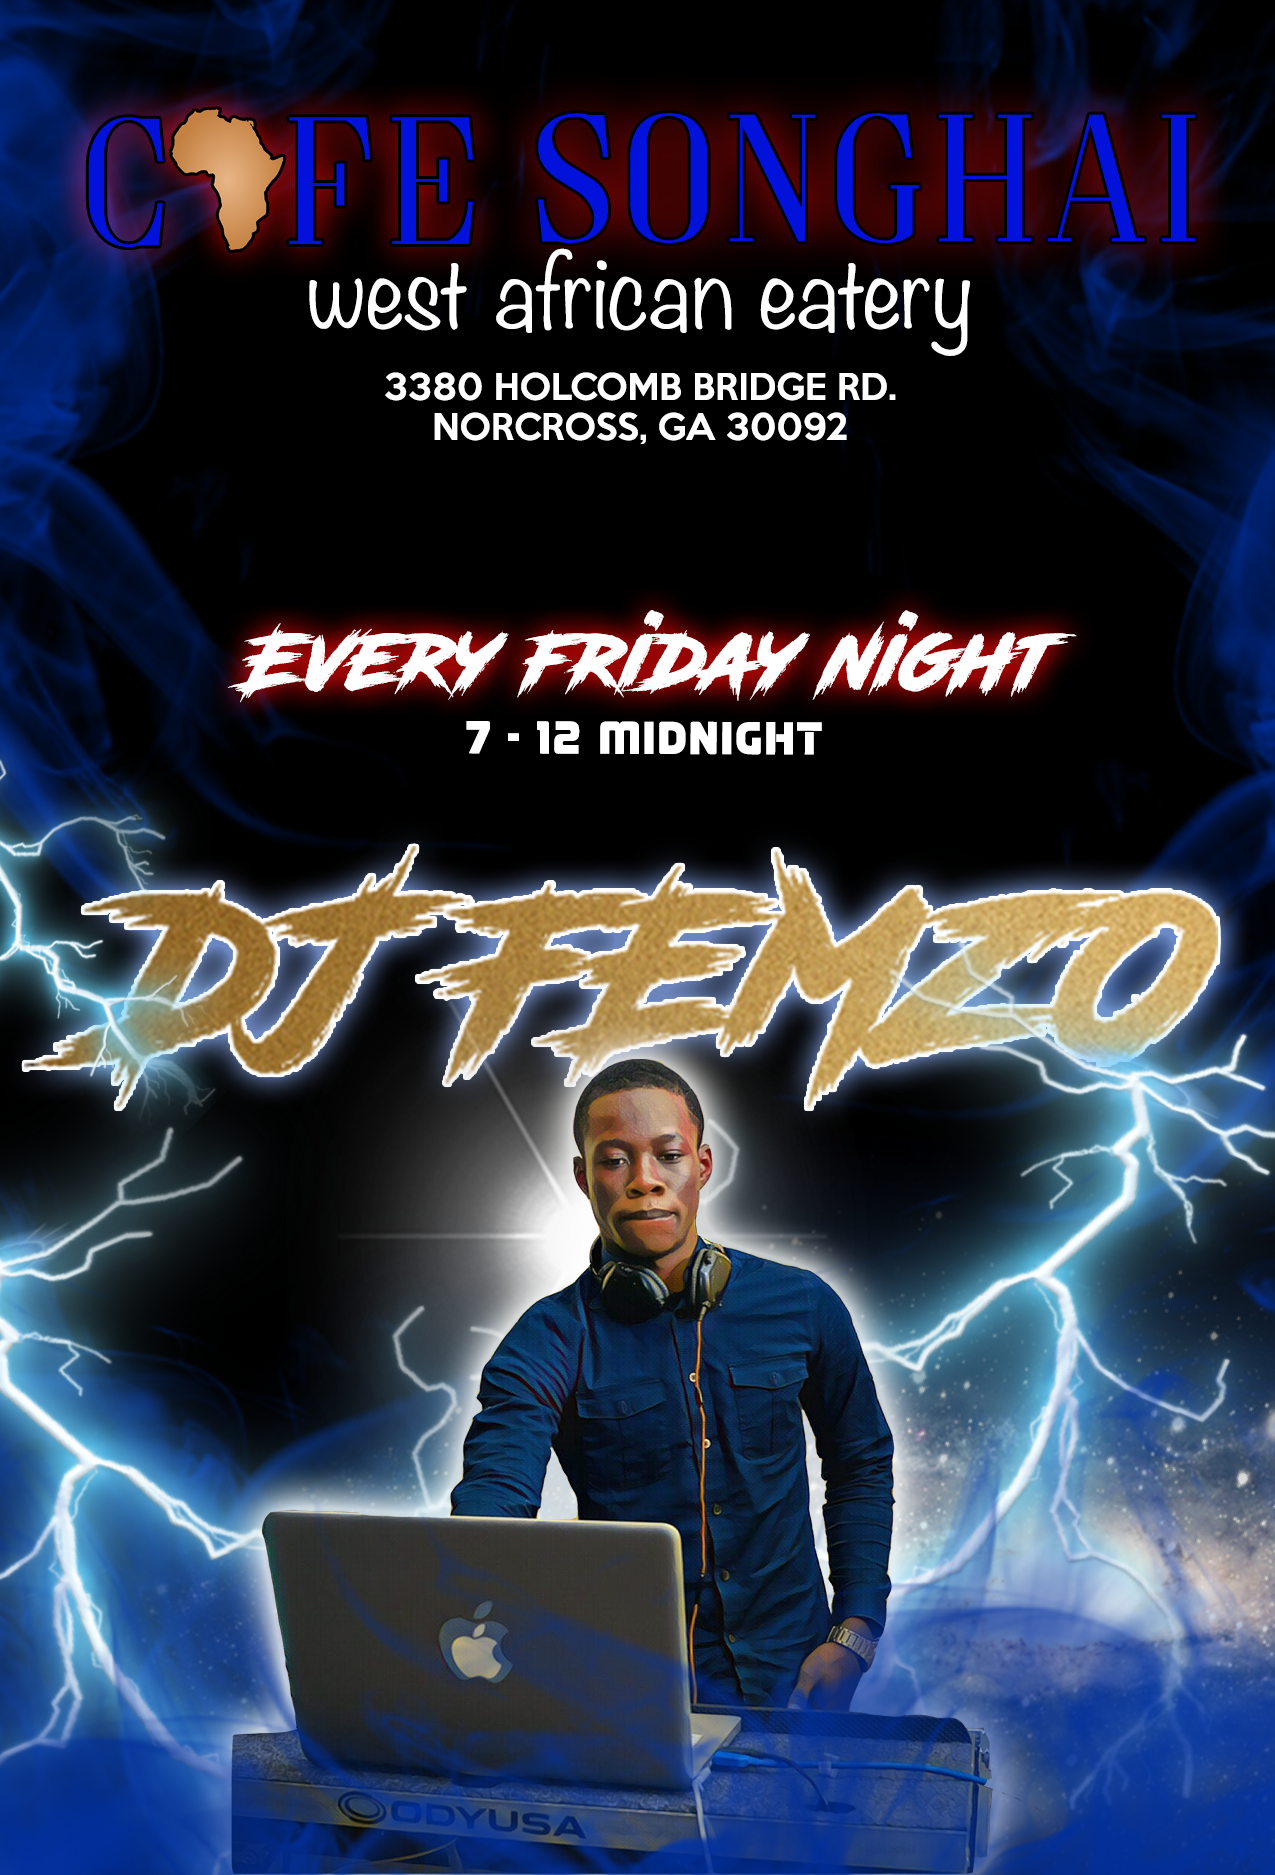 CAFE SONGHAI
west african eatery
3380 HOLCOMB BRIDGE RD.
NORCROSS, GA 30092
EVERY FRIDAY NIGHT
7 - 12 MIDNIGHT
DJ FEMZO
ODYUSA